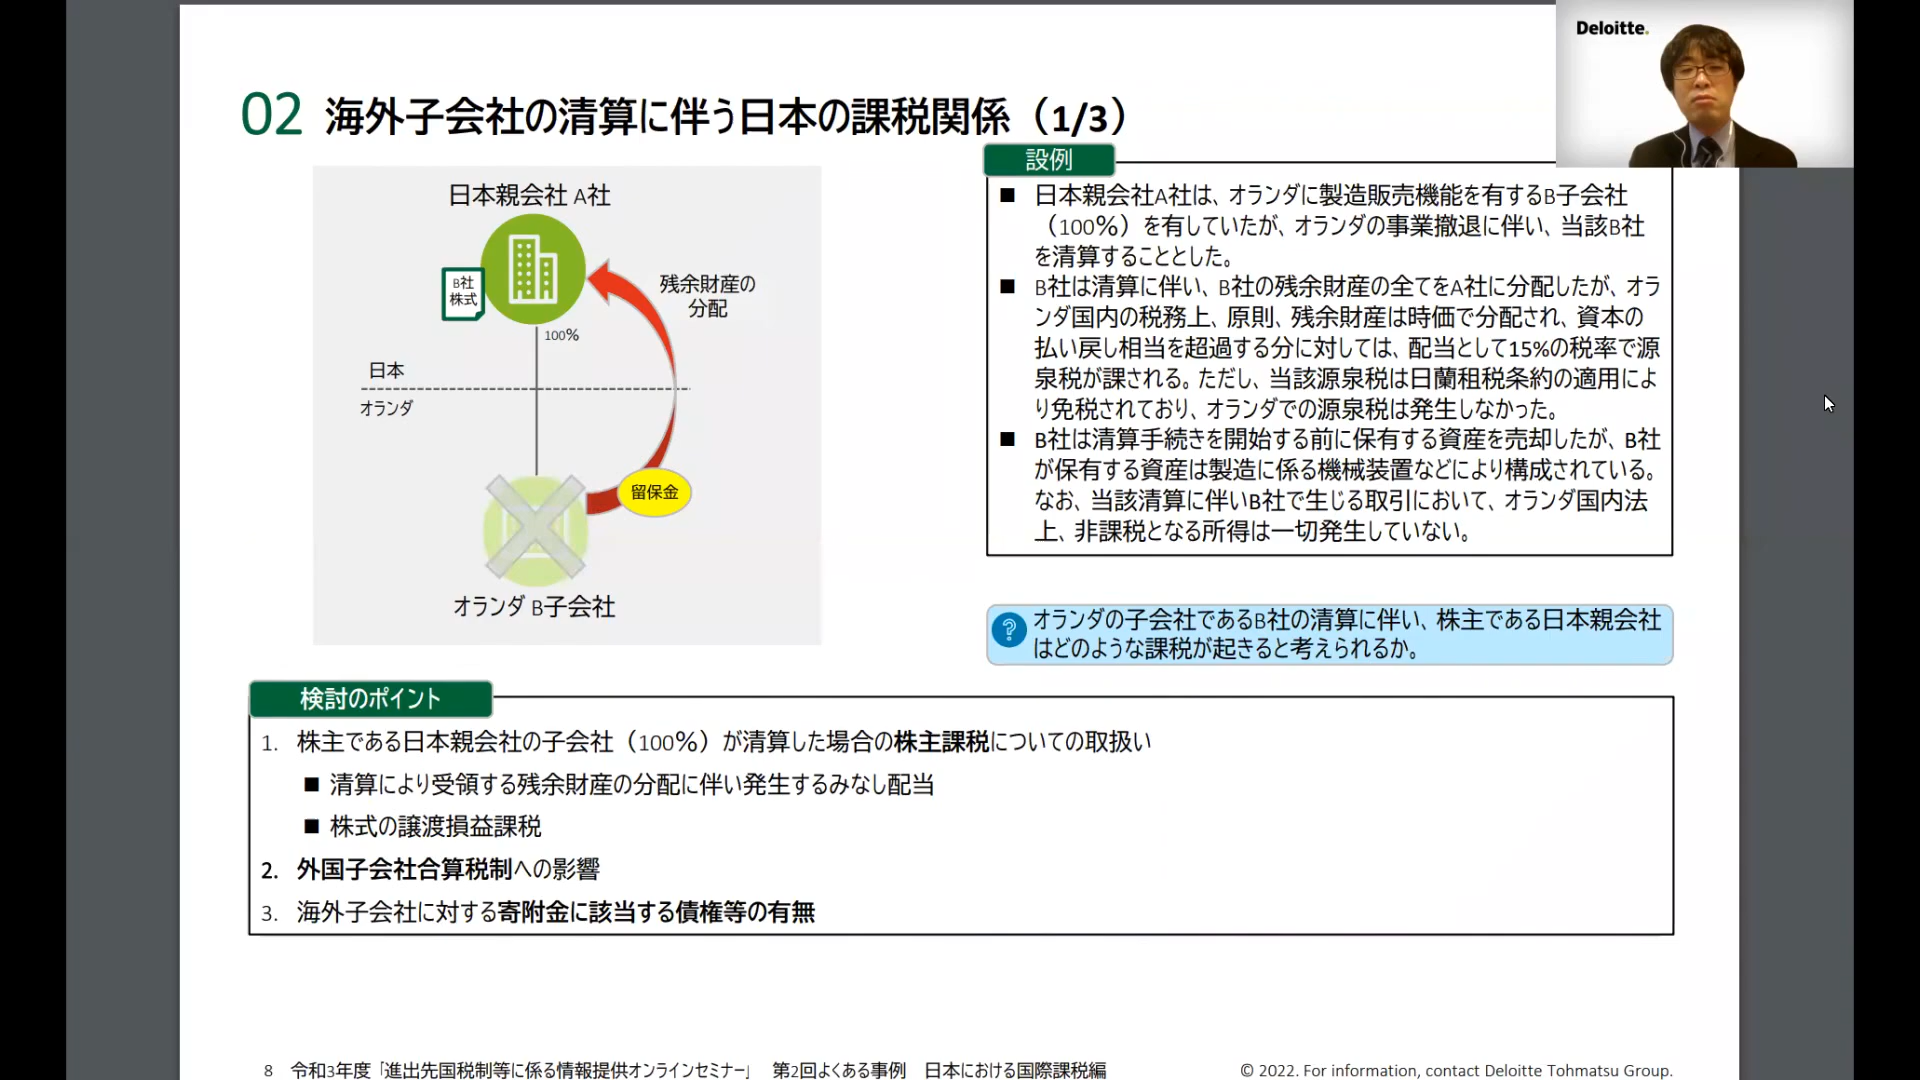 Deloitte.
02 海外子会社の清算に伴う日本の課税関係（1/3）
日本親会社 A社
B社
株式
残余財産の
分配
100%
日本
オランダ
留保金
オランダ B子会社
設例
■ 日本親会社A社は、オランダに製造販売機能を有するB子会社
（100%）を有していたが、オランダの事業撤退に伴い、当該B社
を清算することとした。
■ B社は清算に伴い、B社の残余財産の全てをA社に分配したが、オラ
ンダ国内の税務上、原則、残余財産は時価で分配され、資本の
払い戻し相当を超過する分に対しては、配当として15%の税率で源
泉税が課される。ただし、当該源泉税は日蘭租税条約の適用によ
り免税されており、オランダでの源泉税は発生しなかった。
■ B社は清算手続きを開始する前に保有する資産を売却したが、B社
が保有する資産は製造に係る機械装置などにより構成されている。
なお、当該清算に伴いB社で生じる取引において、オランダ国内法
上、非課税となる所得は一切発生していない。
? オランダの子会社であるB社の清算に伴い、株主である日本親会社
はどのような課税が起きると考えられるか。
検討のポイント
1. 株主である日本親会社の子会社（100%）が清算した場合の株主課税についての取扱い
■ 清算により受領する残余財産の分配に伴い発生するみなし配当
■ 株式の譲渡損益課税
2. 外国子会社合算税制への影響
3. 海外子会社に対する寄附金に該当する債権等の有無
8 令和3年度「進出先国税制等に係る情報提供オンラインセミナー」 第2回よくある事例 日本における国際課税編
© 2022. For information, contact Deloitte Tohmatsu Group.